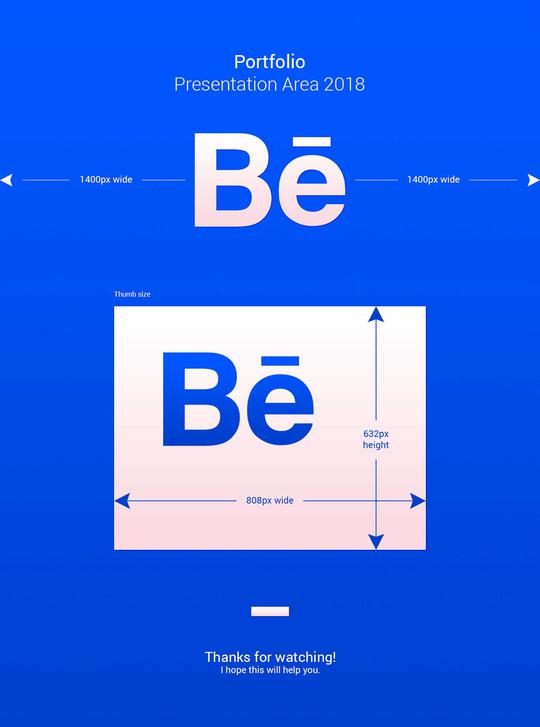 Portfolio
Presentation Area 2018
Bē
1400px wide
1400px wide
Thumb size
Bē
632px
height
808px wide
Thanks for watching!
I hope this will help you.